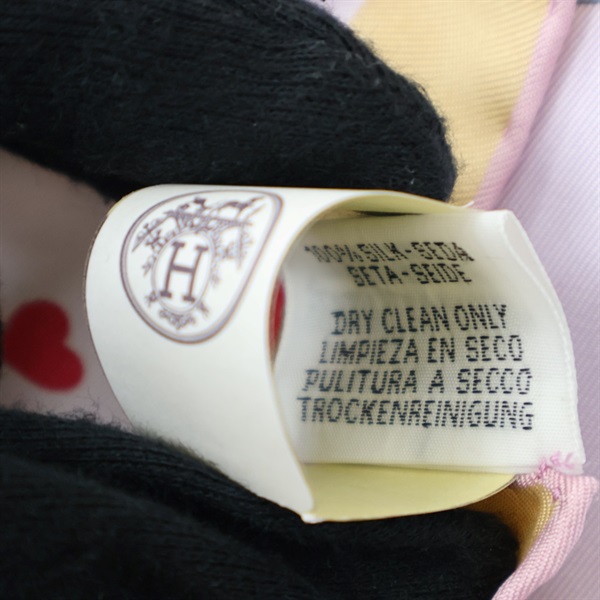 H
100% SILK-SEDA
SETA-SEIDE
DRY CLEAN ONLY
LIMPIEZA EN SECO
PULITURA A SECCO
TROCKENREINIGUNG